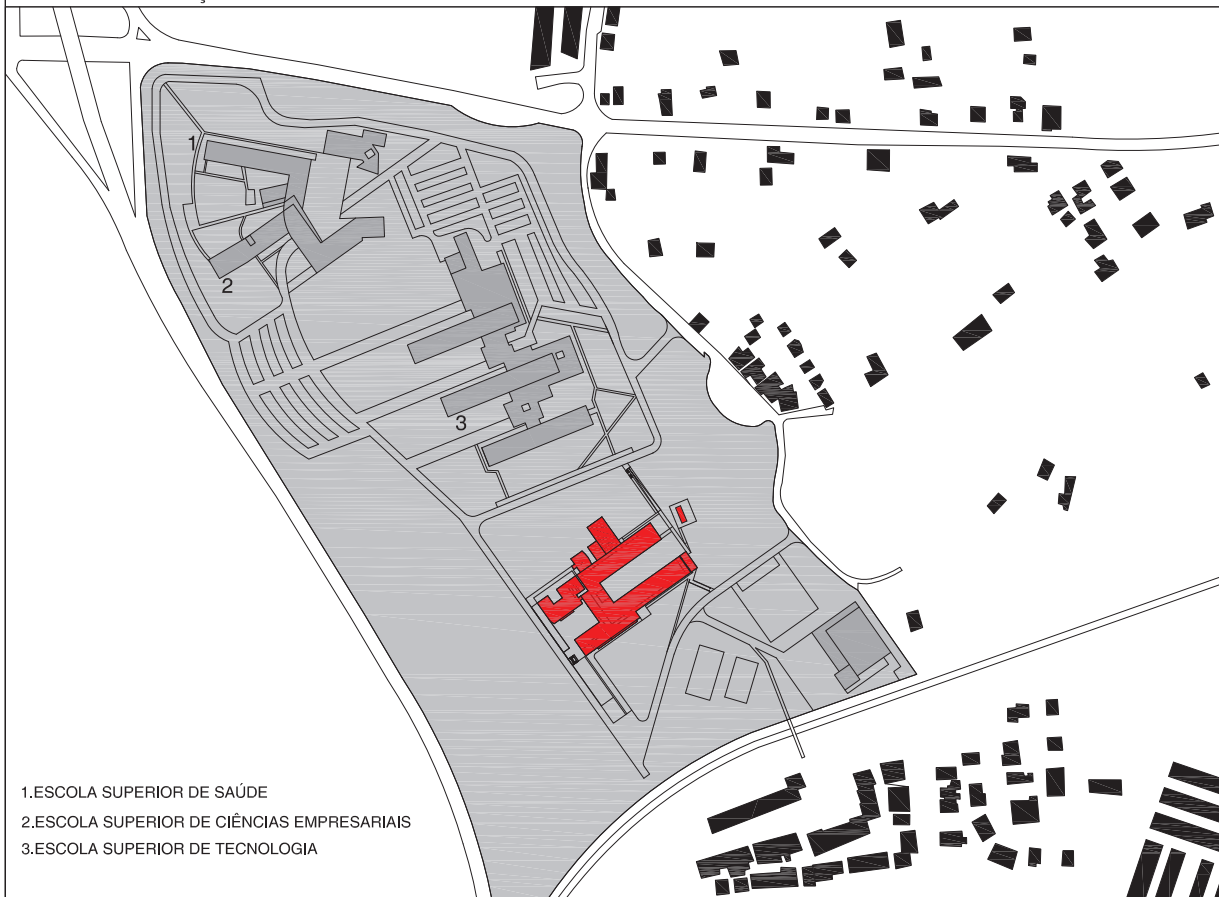 1
2
3
1.ESCOLA SUPERIOR DE SAÚDE
2.ESCOLA SUPERIOR DE CIÊNCIAS EMPRESARIAIS
3.ESCOLA SUPERIOR DE TECNOLOGIA